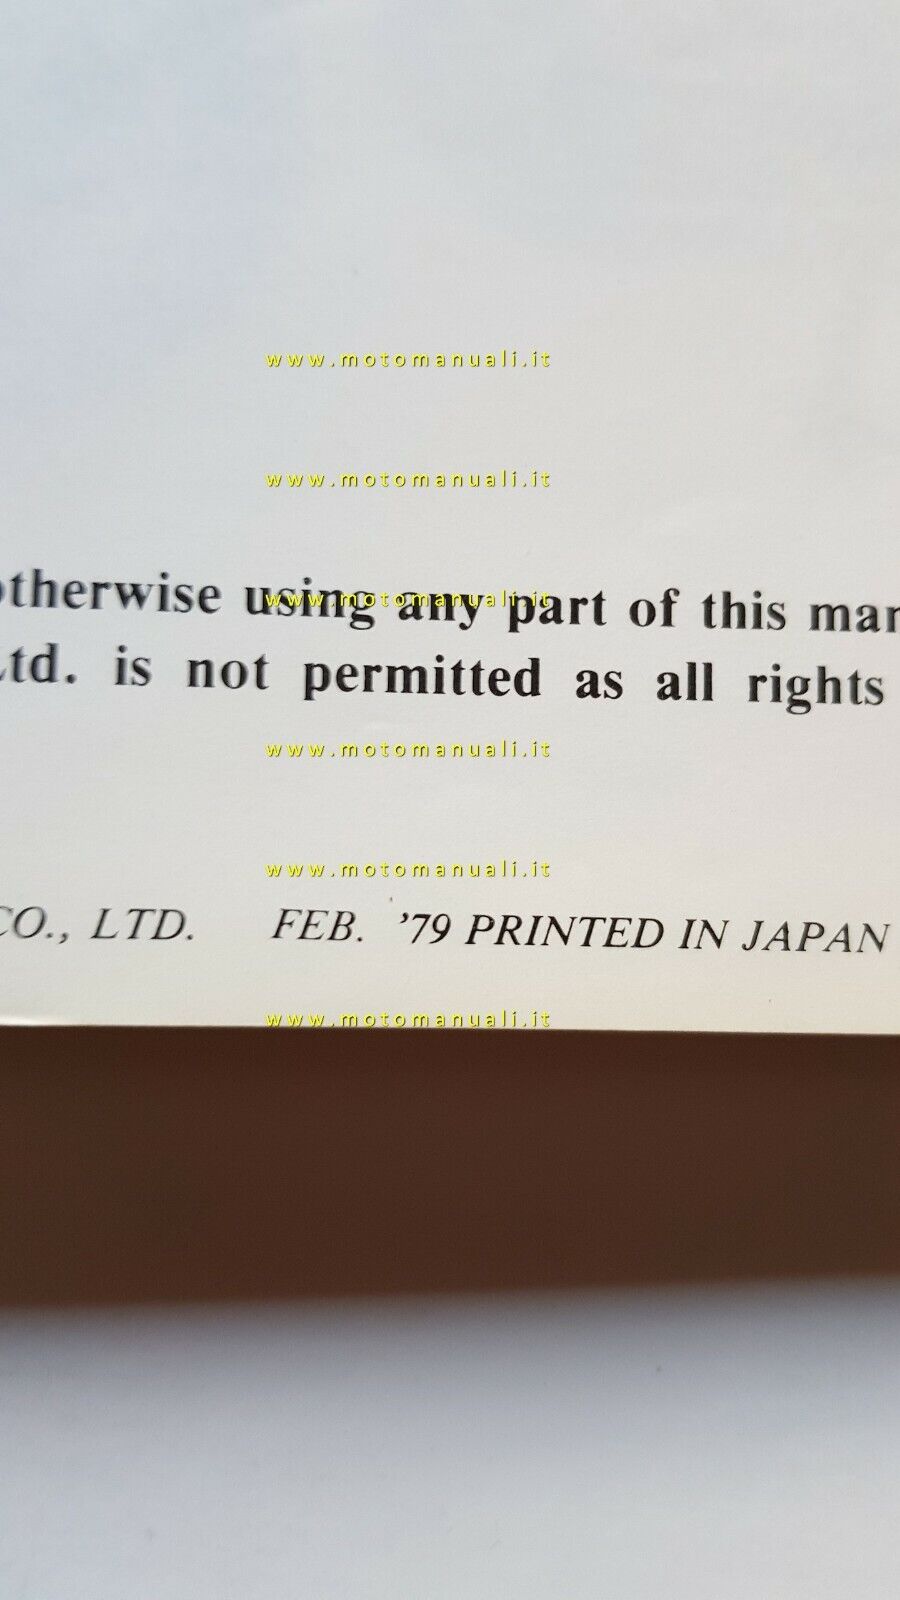 www.motomanuali.it
www.motomanuali.it
otherwise using any part of this man
www.motomanuali.it
Ltd. is not permitted as all rights
www.motomanuali.it
www.motomanuali.it
CO., LTD. FEB. '79 PRINTED IN JAPAN
www.motomanuali.it